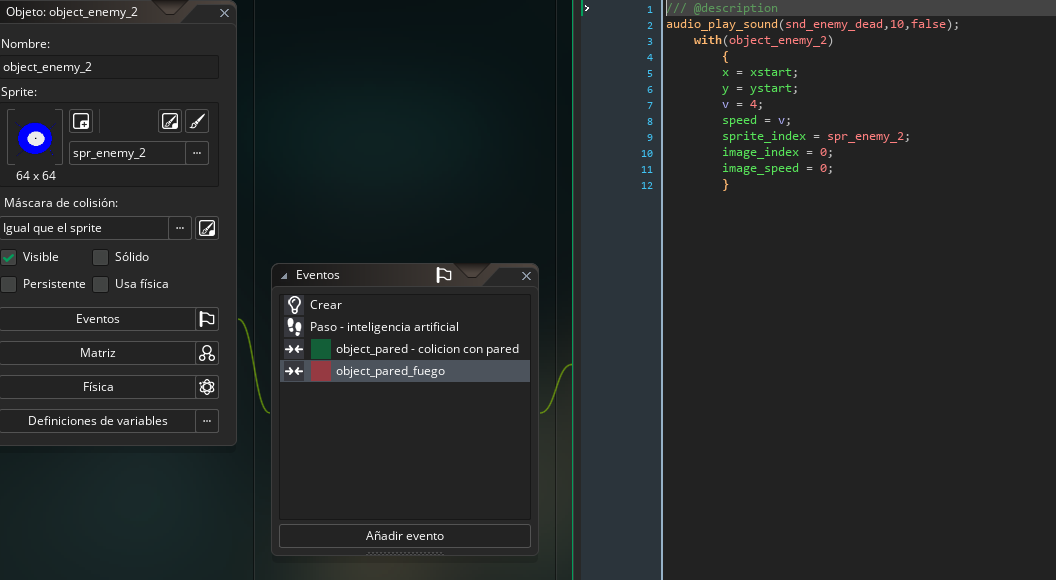 Objeto: object_enemy_2
Nombre:
object_enemy_2
Sprite:
spr_enemy_2
...
64 x 64
Máscara de colisión:
Igual que el sprite
...
Visible
Sólido
Persistente
Usa física
Eventos
Matriz
Física
Definiciones de variables
...
Eventos
Crear
Paso - inteligencia artificial
object_pared - colicion con pared
object_pared_fuego
Añadir evento
1 /// @description
2 audio_play_sound(snd_enemy_dead,10,false);
3 with(object_enemy_2)
4 {
5 x = xstart;
6 y = ystart;
7 v = 4;
8 speed = v;
9 sprite_index = spr_enemy_2;
10 image_index = 0;
11 image_speed = 0;
12 }